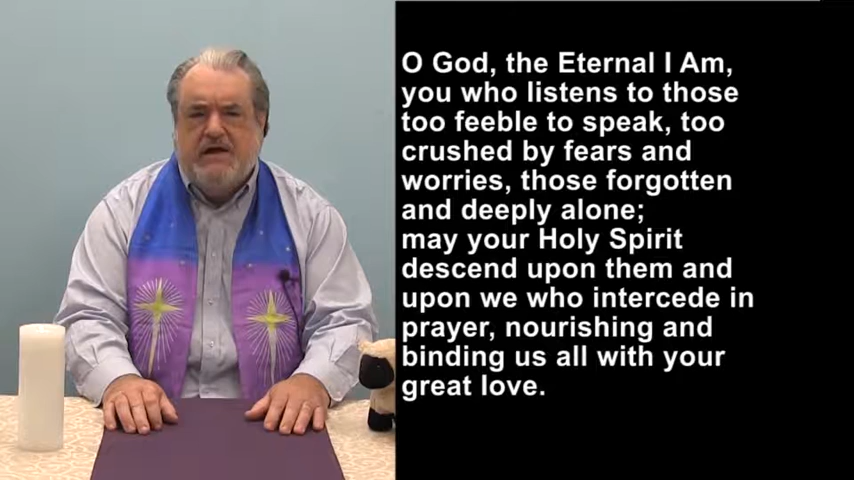 O God, the Eternal I Am,
you who listens to those
too feeble to speak, too
crushed by fears and
worries, those forgotten
and deeply alone;
may your Holy Spirit
descend upon them and
upon we who intercede in
prayer, nourishing and
binding us all with your
great love.